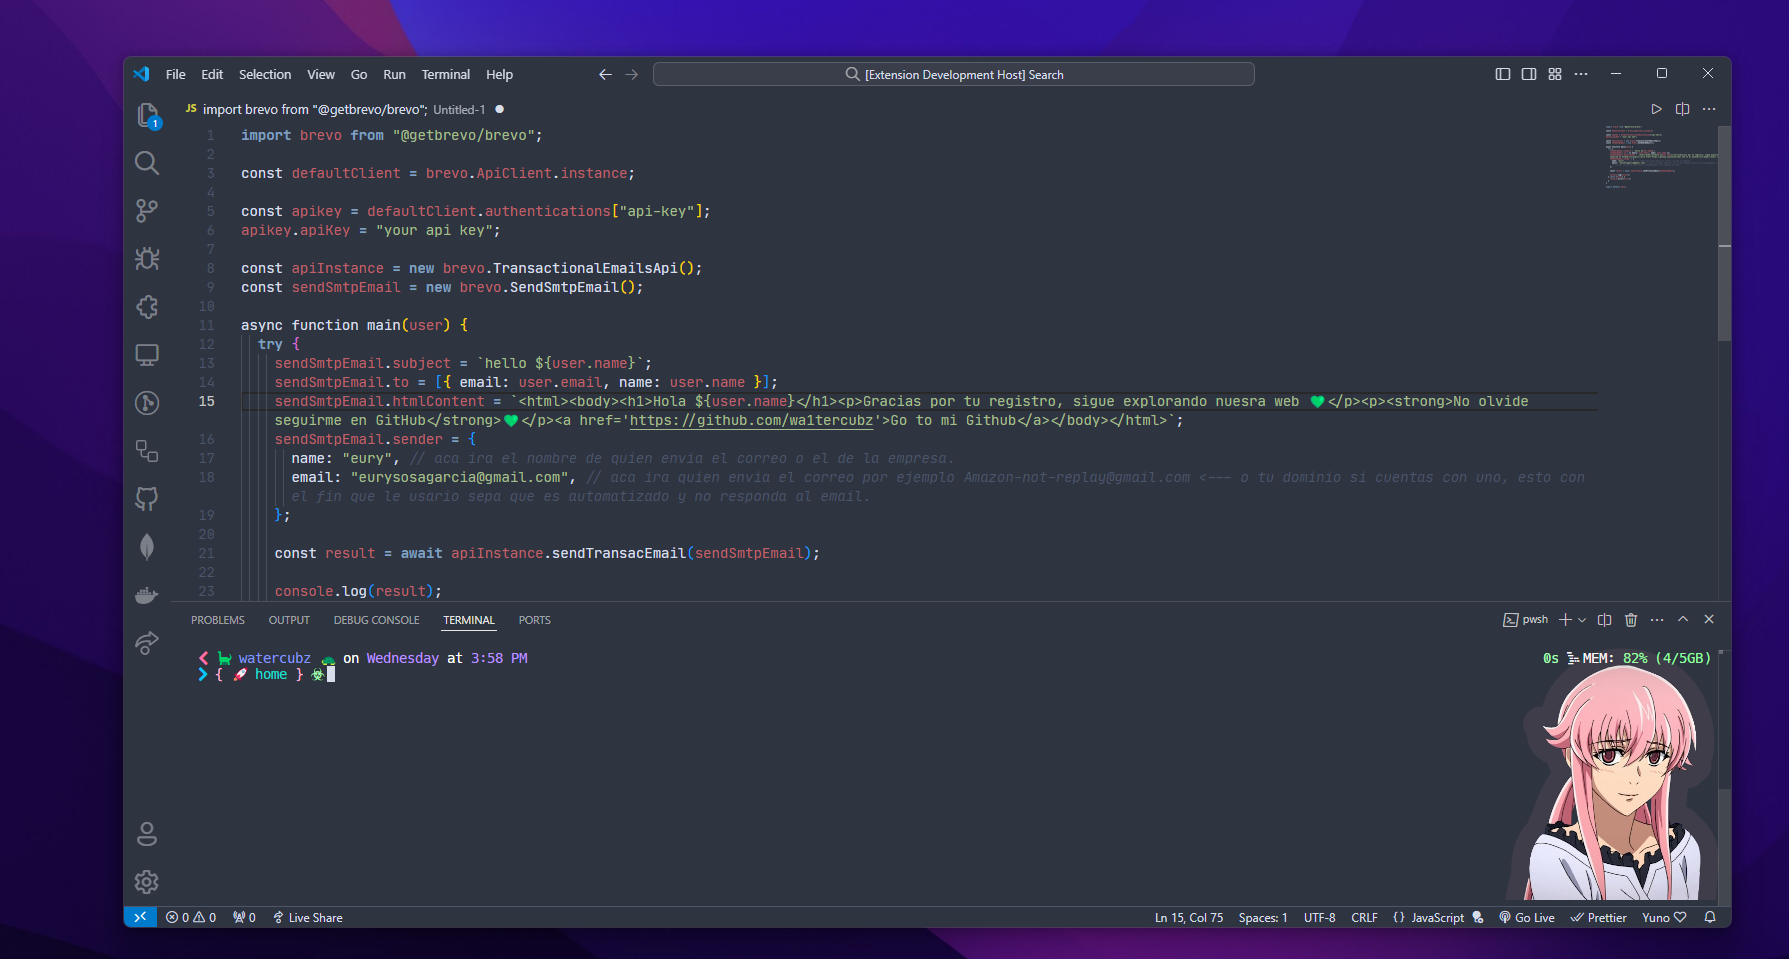 File Edit Selection View Go Run Terminal Help
[Extension Development Host] Search
JS import brevo from "@getbrevo/brevo"; Untitled-1
1 import brevo from "@getbrevo/brevo";
2
3 const defaultClient = brevo.ApiClient.instance;
4
5 const apikey = defaultClient.authentications["api-key"];
6 apikey.apiKey = "your api key";
7
8 const apiInstance = new brevo.TransactionalEmailsApi();
9 const sendSmtpEmail = new brevo.SendSmtpEmail();
10
11 async function main(user) {
12 try {
13 sendSmtpEmail.subject = `hello ${user.name}`;
14 sendSmtpEmail.to = [{ email: user.email, name: user.name }];
15 sendSmtpEmail.htmlContent = `<html><body><h1>Hola ${user.name}</h1><p>Gracias por tu registro, sigue explorando nuesra web 💚</p><p><strong>No olvide
seguirme en GitHub</strong>💚</p><a href='https://github.com/wa1tercubz'>Go to mi Github</a></body></html>`;
16 sendSmtpEmail.sender = {
17 name: "eury", // aca ira el nombre de quien envia el correo o el de la empresa.
18 email: "eurysosagarcia@gmail.com", // aca ira quien envia el correo por ejemplo Amazon-not-replay@gmail.com <--- o tu dominio si cuentas con uno, esto con
el fin que le usario sepa que es automatizado y no responda al email.
19 };
20
21 const result = await apiInstance.sendTransacEmail(sendSmtpEmail);
22
23 console.log(result);
1
PROBLEMS OUTPUT DEBUG CONSOLE TERMINAL PORTS
pwsh
watercubz 🐢 on Wednesday at 3:58 PM
0s MEM: 82% (4/5GB)
{ 🚀 home } ☣
0 0 0 Live Share
Ln 15, Col 75 Spaces: 1 UTF-8 CRLF {} JavaScript Go Live Prettier Yuno ♡